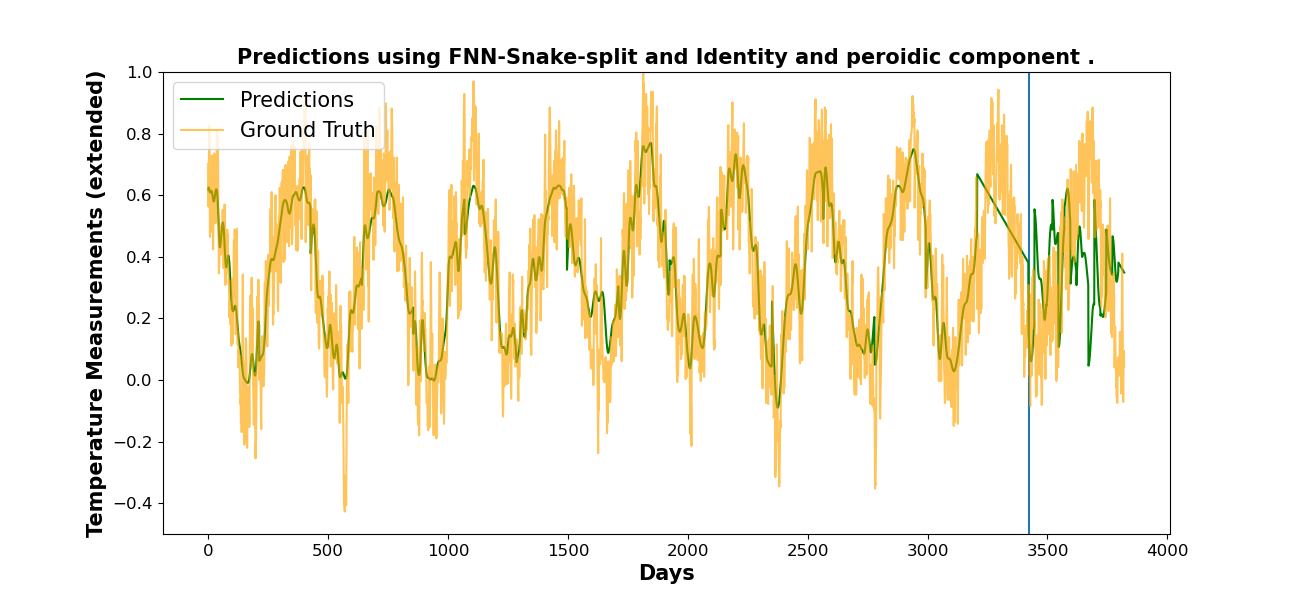 Predictions using FNN-Snake-split and Identity and peroidic component .
Temperature Measurements (extended)
1.0
0.8
0.6
0.4
0.2
0.0
−0.2
−0.4
Predictions
Ground Truth
0 500 1000 1500 2000 2500 3000 3500 4000
Days